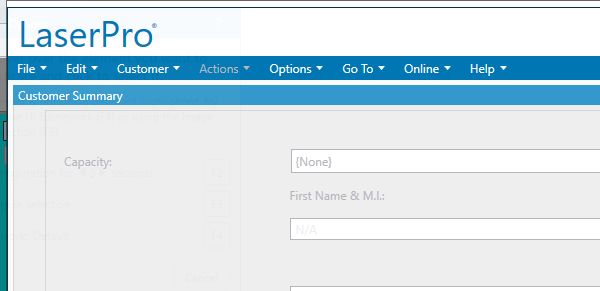 LaserPro®
File Edit Customer Actions Options Go To Online Help
Customer Summary
Capacity:
{None}
First Name & M.I.:
N/A